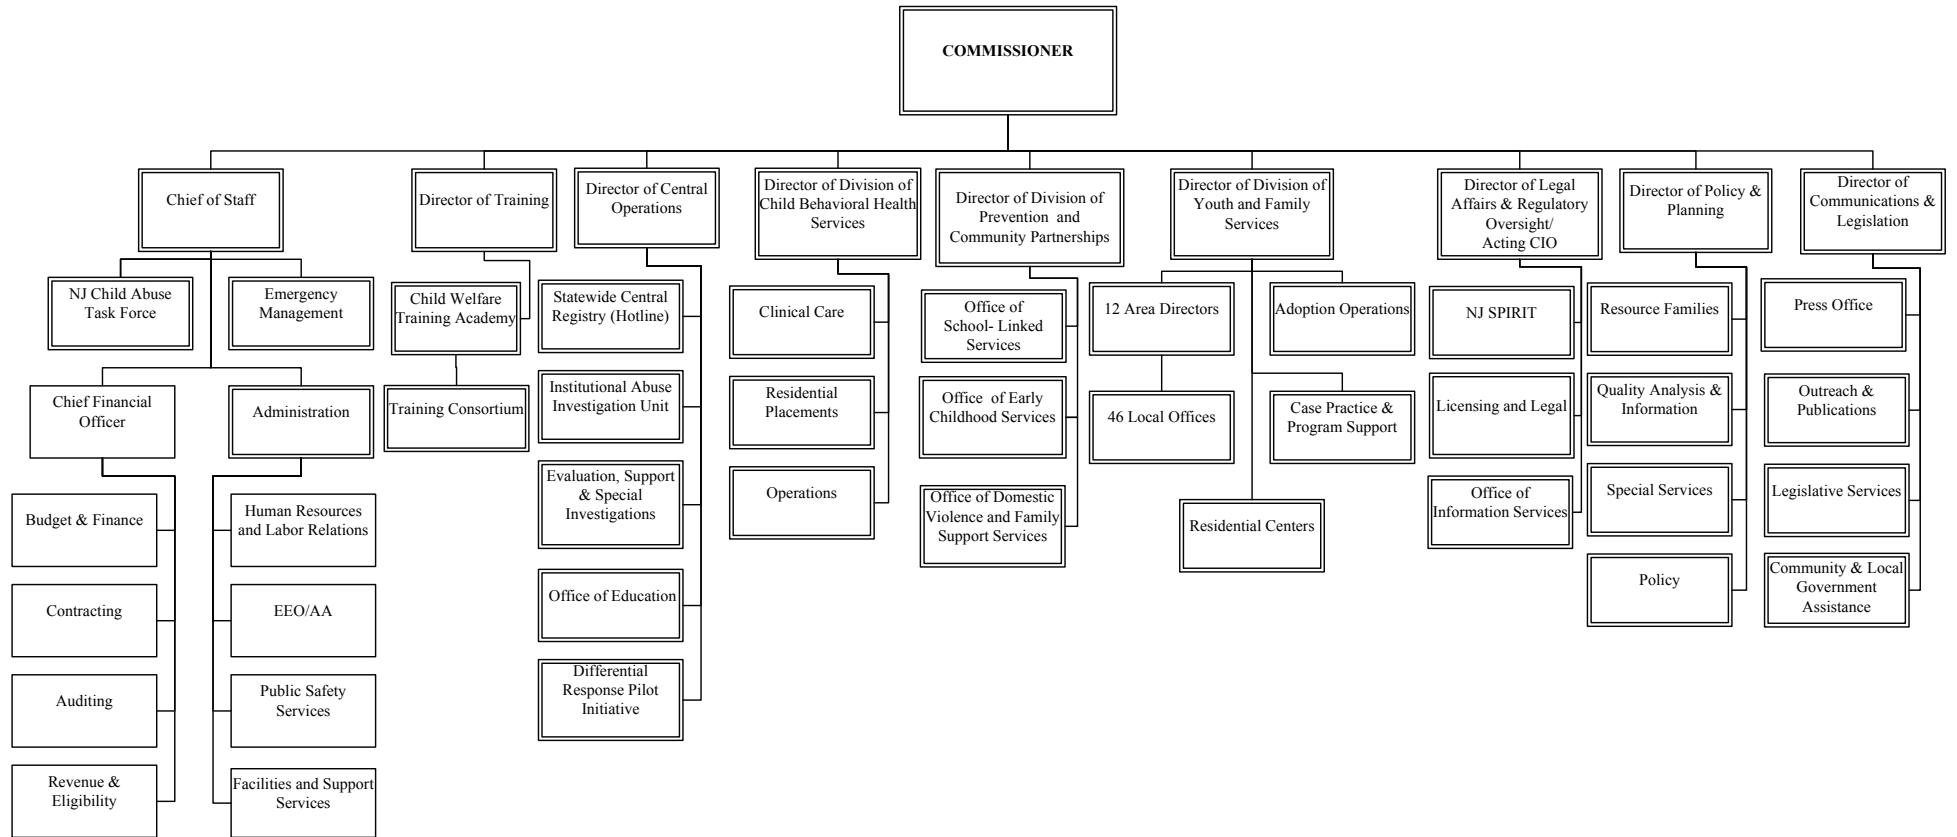 COMMISSIONER
Chief of Staff
Director of Training
Director of Central
Operations
Director of Division of
Child Behavioral Health
Services
Director of Division of
Prevention and
Community Partnerships
Director of Division of
Youth and Family
Services
Director of Legal
Affairs & Regulatory
Oversight/
Acting CIO
Director of Policy &
Planning
Director of
Communications &
Legislation
NJ Child Abuse
Task Force
Emergency
Management
Chief Financial
Officer
Administration
Budget & Finance
Contracting
Auditing
Revenue &
Eligibility
Human Resources
and Labor Relations
EEO/AA
Public Safety
Services
Facilities and Support
Services
Child Welfare
Training Academy
Training Consortium
Statewide Central
Registry (Hotline)
Institutional Abuse
Investigation Unit
Evaluation, Support
& Special
Investigations
Office of Education
Differential
Response Pilot
Initiative
Clinical Care
Residential
Placements
Operations
Office of
School- Linked
Services
Office of Early
Childhood Services
Office of Domestic
Violence and Family
Support Services
12 Area Directors
46 Local Offices
Adoption Operations
Case Practice &
Program Support
Residential Centers
NJ SPIRIT
Licensing and Legal
Office of
Information Services
Resource Families
Quality Analysis &
Information
Special Services
Policy
Press Office
Outreach &
Publications
Legislative Services
Community & Local
Government
Assistance